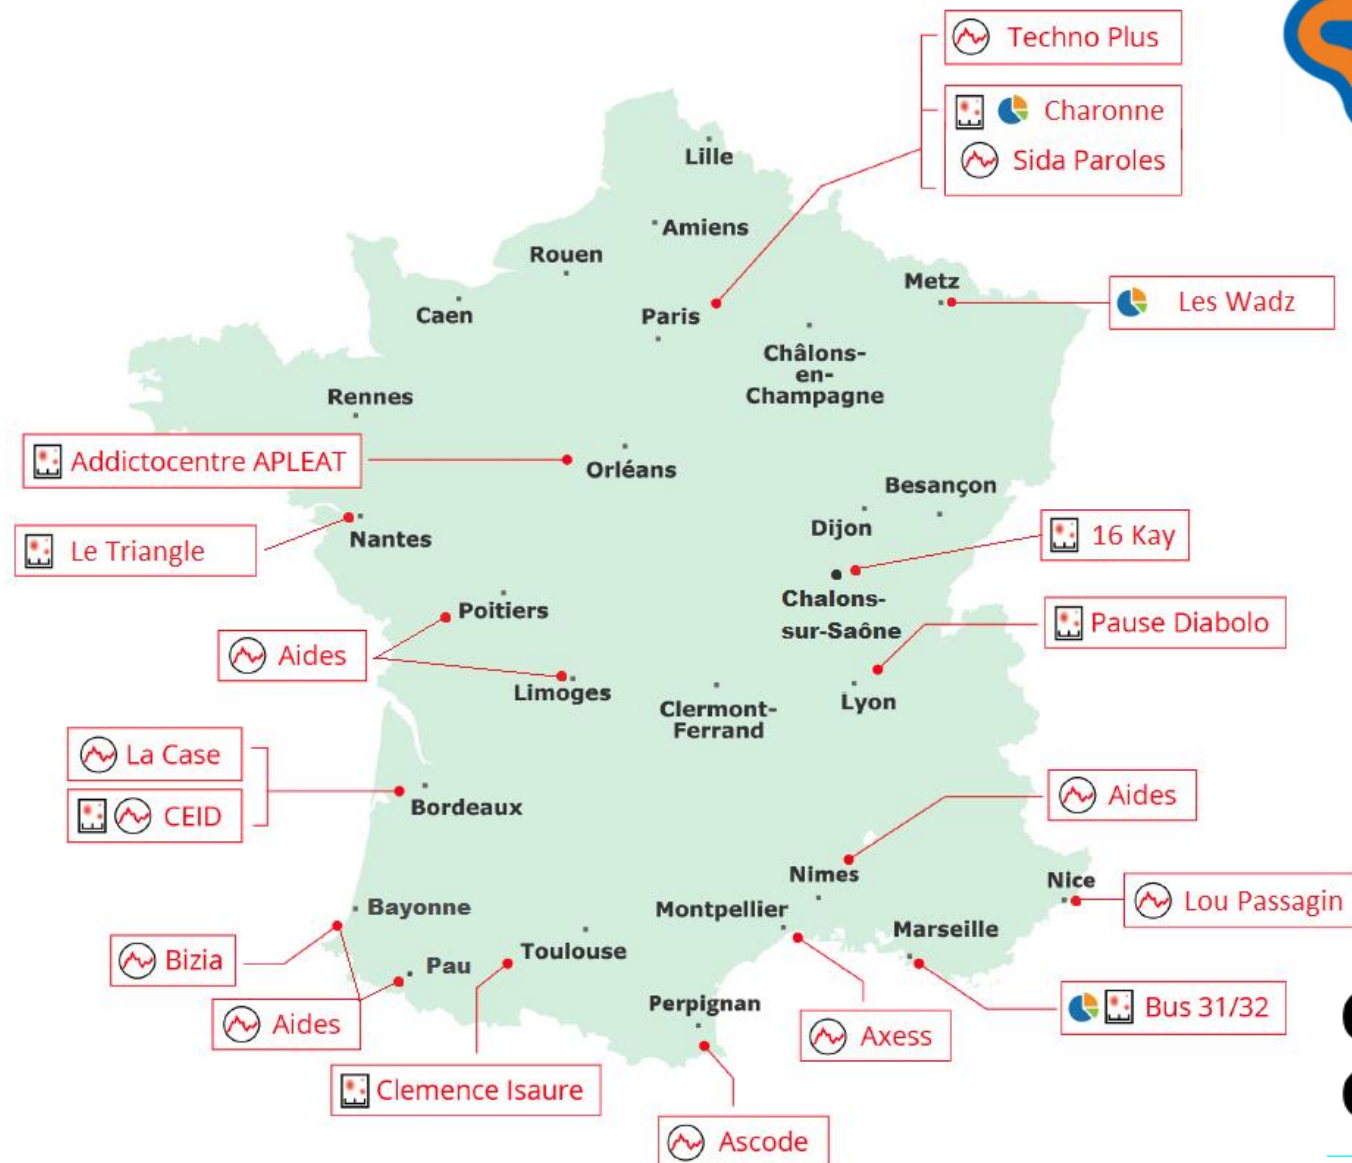 Techno Plus
Charonne
Sida Paroles
Lille
Amiens
Rouen
Metz
Les Wadz
Caen
Paris
Châlons-
en-
Champagne
Rennes
Addictocentre APLEAT
Orléans
Besançon
Dijon
16 Kay
Le Triangle
Nantes
Chalons-
sur-Saône
Poitiers
Pause Diabolo
Aides
Limoges
Clermont-
Ferrand
Lyon
La Case
CEID
Bordeaux
Aides
Nimes
Nice
Lou Passagin
Bayonne
Montpellier
Marseille
Toulouse
Bizia
Pau
Perpignan
Bus 31/32
Aides
Axess
Clemence Isaure
Ascode